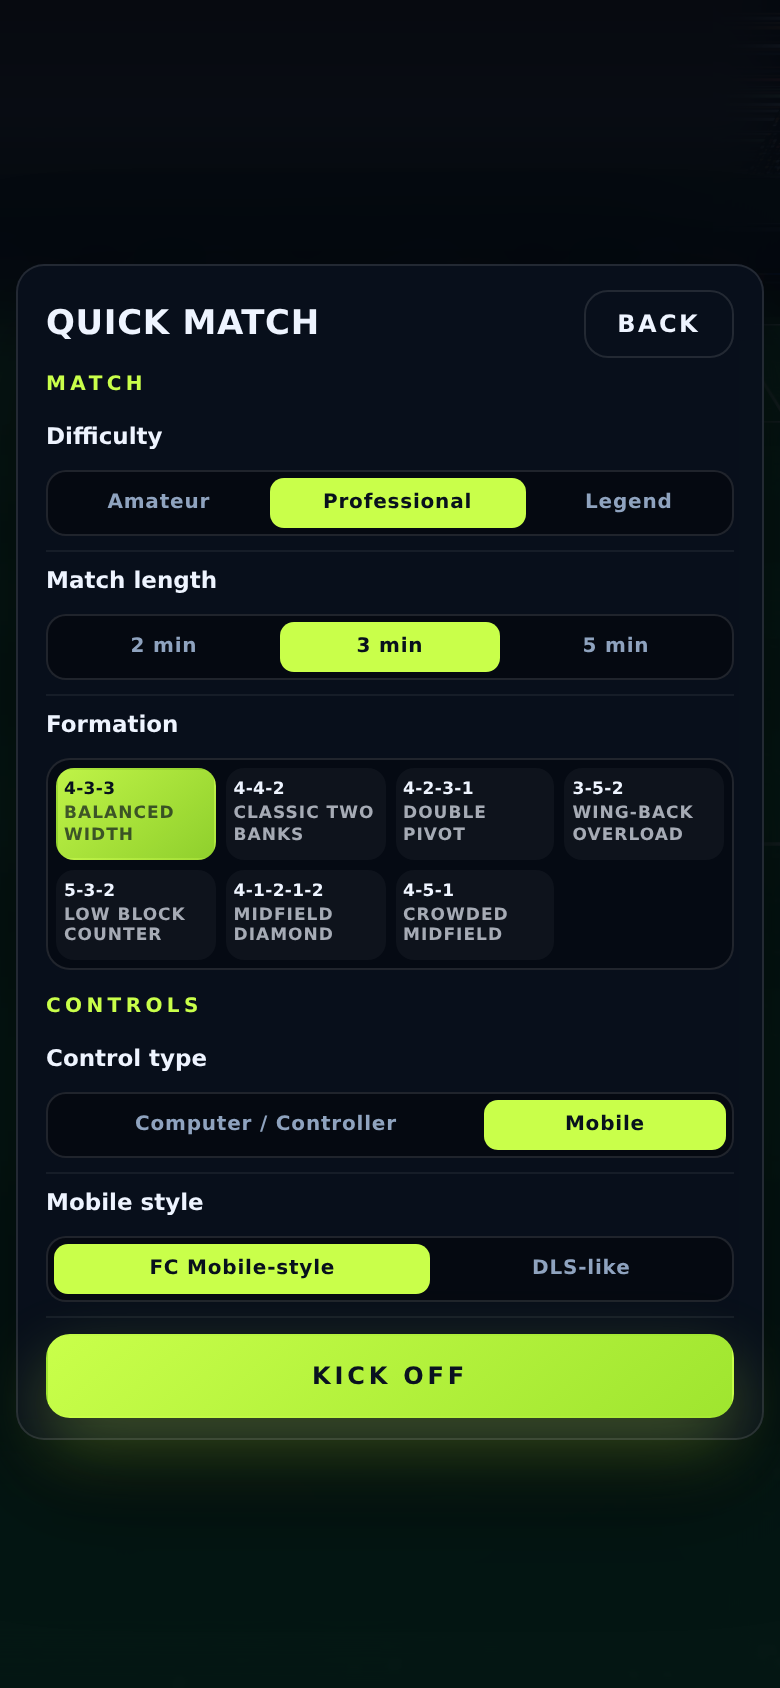 QUICK MATCH
BACK
MATCH
Difficulty
Amateur
Professional
Legend
Match length
2 min
3 min
5 min
Formation
4-3-3
BALANCED
WIDTH
4-4-2
CLASSIC TWO
BANKS
4-2-3-1
DOUBLE
PIVOT
3-5-2
WING-BACK
OVERLOAD
5-3-2
LOW BLOCK
COUNTER
4-1-2-1-2
MIDFIELD
DIAMOND
4-5-1
CROWDED
MIDFIELD
CONTROLS
Control type
Computer / Controller
Mobile
Mobile style
FC Mobile-style
DLS-like
KICK OFF